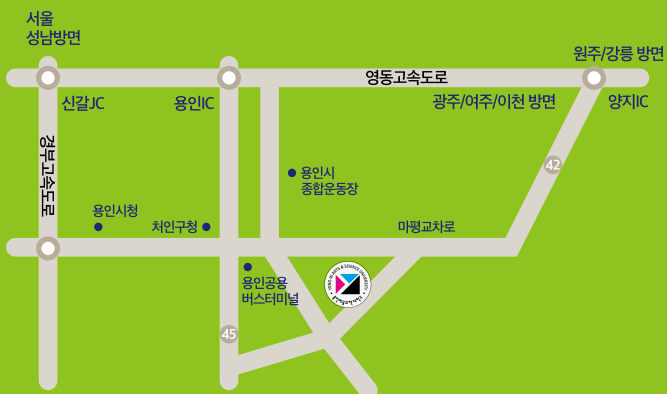 서울
성남방면
원주/강릉 방면
영동고속도로
신갈JC
용인IC
광주/여주/이천 방면
양지IC
경부고속도로
42
용인시
종합운동장
용인시청
처인구청
마평교차로
용인공용
버스터미널
45